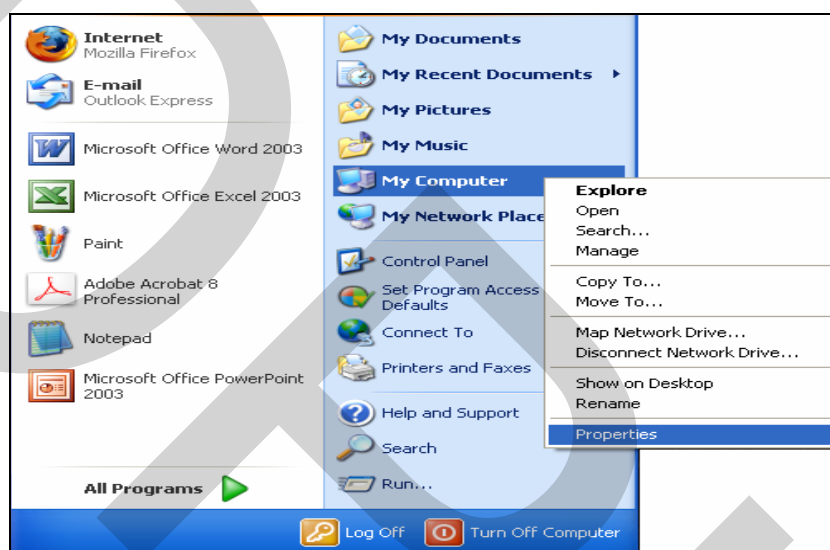 Internet
Mozilla Firefox
E-mail
Outlook Express
Microsoft Office Word 2003
Microsoft Office Excel 2003
Paint
Adobe Acrobat 8
Professional
Notepad
Microsoft Office PowerPoint
2003
All Programs
My Documents
My Recent Documents
My Pictures
My Music
My Computer
My Network Place
Control Panel
Set Program Access
Defaults
Connect To
Printers and Faxes
Help and Support
Search
Run...
Explore
Open
Search...
Manage
Copy To...
Move To...
Map Network Drive...
Disconnect Network Drive...
Show on Desktop
Rename
Properties
Log Off
Turn Off Computer